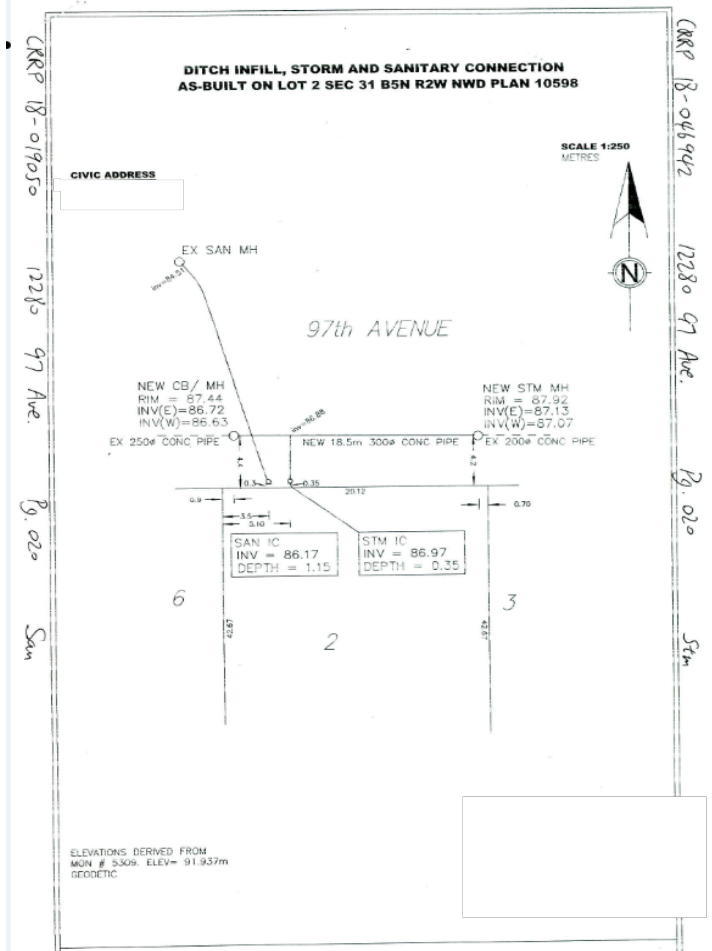 DITCH INFILL, STORM AND SANITARY CONNECTION
AS-BUILT ON LOT 2 SEC 31 B5N R2W NWD PLAN 10598
CRRP 18-019050 12280 97 Ave. Pg. 020 San
CRRP 18-046942 12280 97 Ave. Pg. 020 Stm
SCALE 1:250
METRES
CIVIC ADDRESS
N
EX SAN MH
inv=84.51
97th AVENUE
NEW CB/ MH
RIM = 87.44
INV(E)=86.72
INV(W)=86.63
EX 250ø CONC PIPE
inv=86.88
NEW 18.5m 300ø CONC PIPE
NEW STM MH
RIM = 87.92
INV(E)=87.13
INV(W)=87.07
EX 200ø CONC PIPE
4.4
4.2
0.3
0.35
20.12
0.9
0.70
3.5
5.10
SAN IC
INV = 86.17
DEPTH = 1.15
STM IC
INV = 86.97
DEPTH = 0.35
6
3
42.67
42.67
2
ELEVATIONS DERIVED FROM
MON # 5309. ELEV= 91.937m
GEODETIC